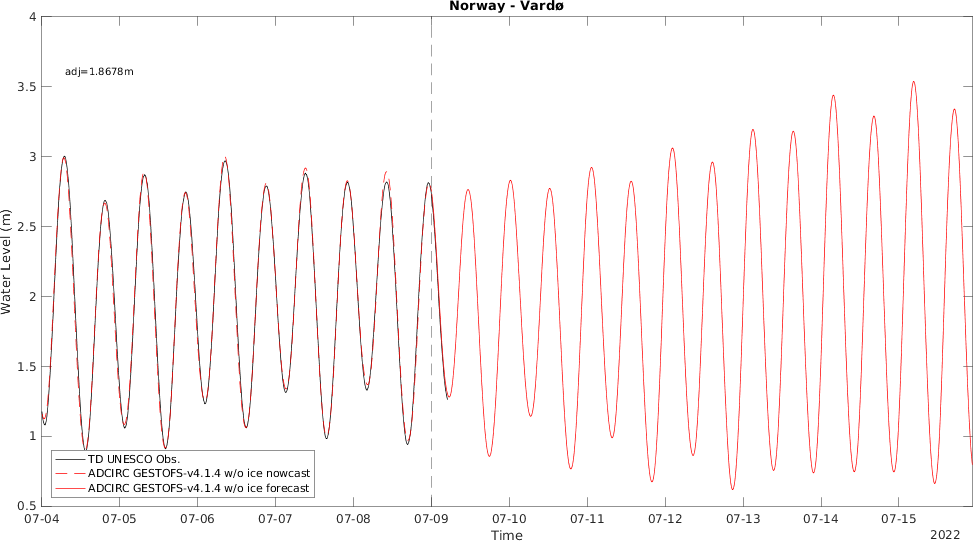 Norway - Vardø
4
3.5
3
2.5
2
1.5
1
0.5
Water Level (m)
adj=1.8678m
TD UNESCO Obs.
ADCIRC GESTOFS-v4.1.4 w/o ice nowcast
ADCIRC GESTOFS-v4.1.4 w/o ice forecast
07-04 07-05 07-06 07-07 07-08 07-09 07-10 07-11 07-12 07-13 07-14 07-15
Time
2022